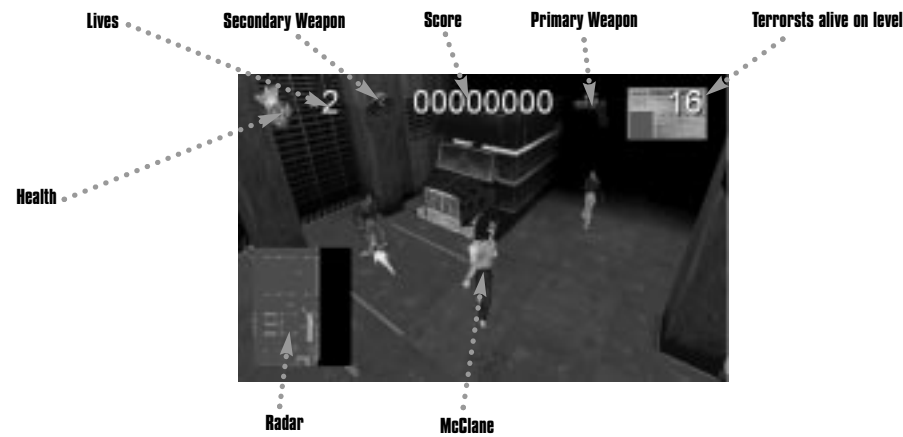 Lives
Secondary Weapon
Score
Primary Weapon
Terrorsts alive on level
2
00000000
16
Health
Radar
McClane